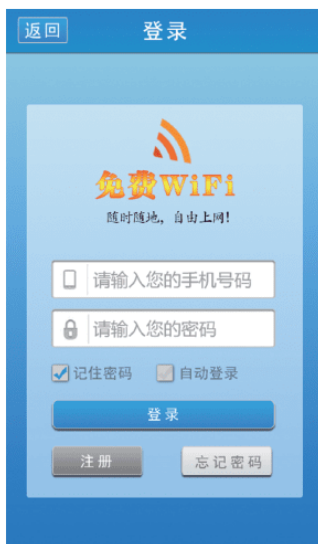 返回 登录
免费WiFi
随时随地，自由上网！
请输入您的手机号码
请输入您的密码
记住密码 自动登录
登录
注册 忘记密码